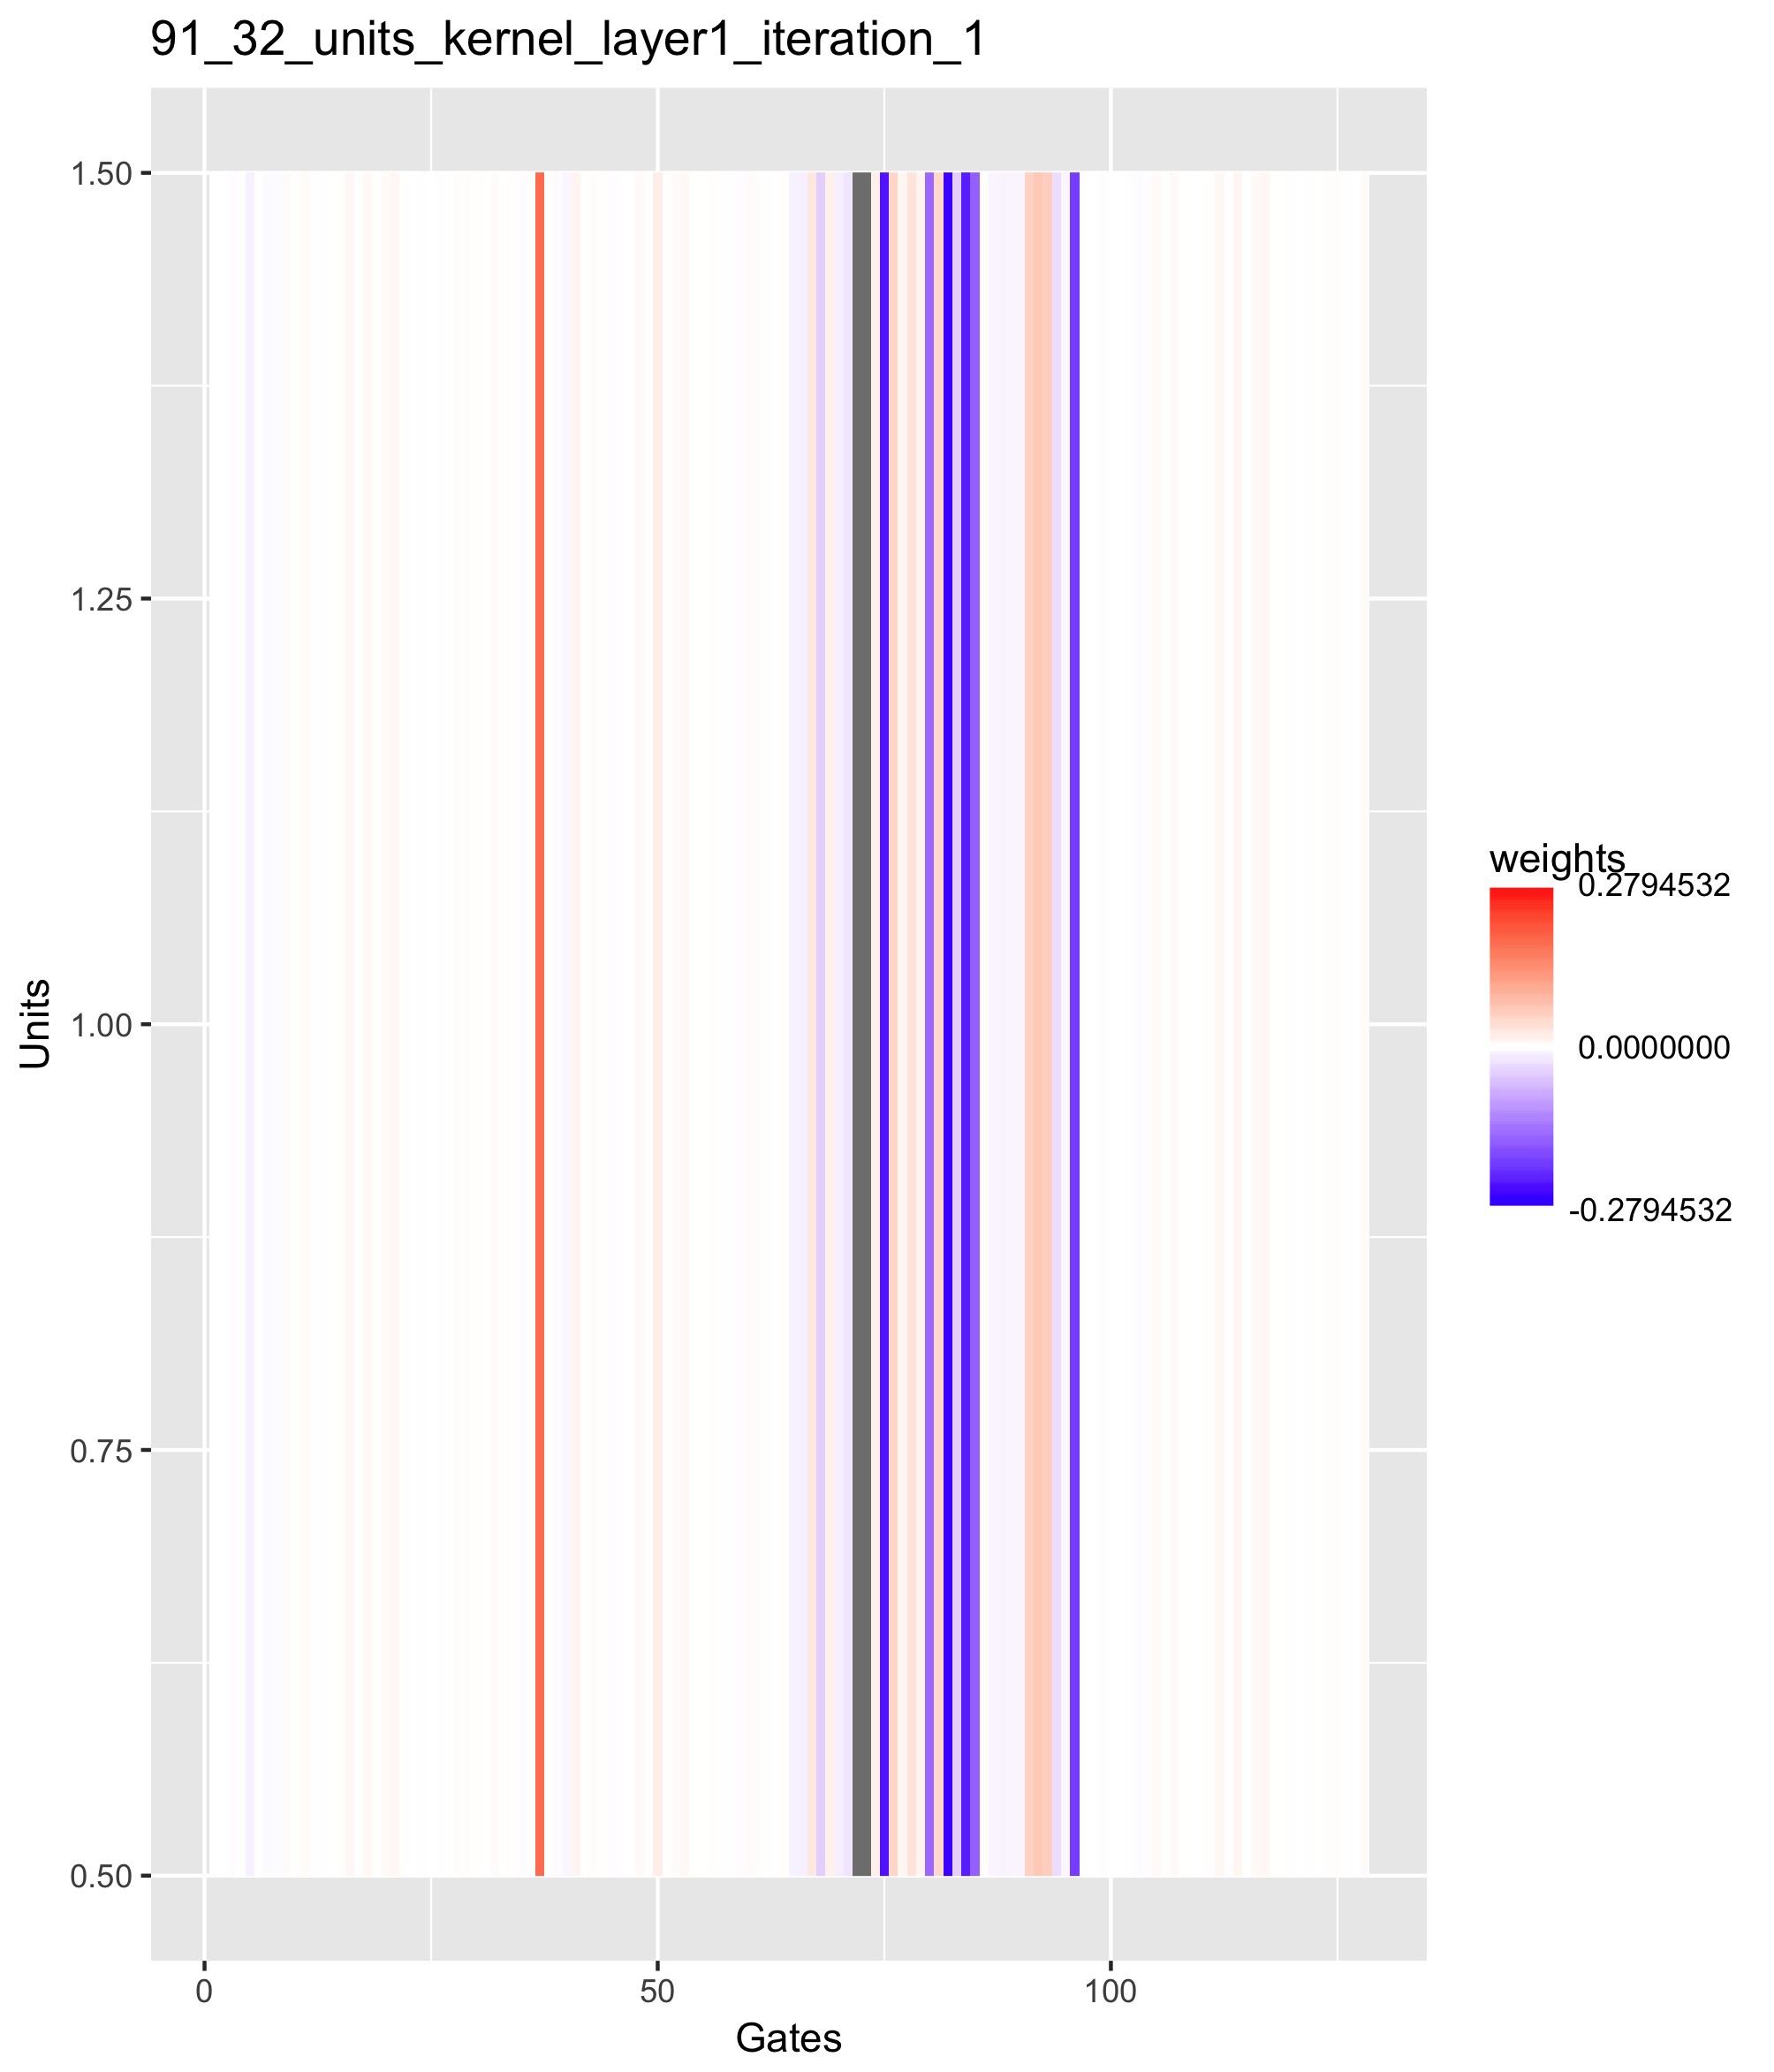 91_32_units_kernel_layer1_iteration_1
1.50
1.25
1.00
0.75
0.50
Units
0
50
100
Gates
weights
0.2794532
0.0000000
-0.2794532